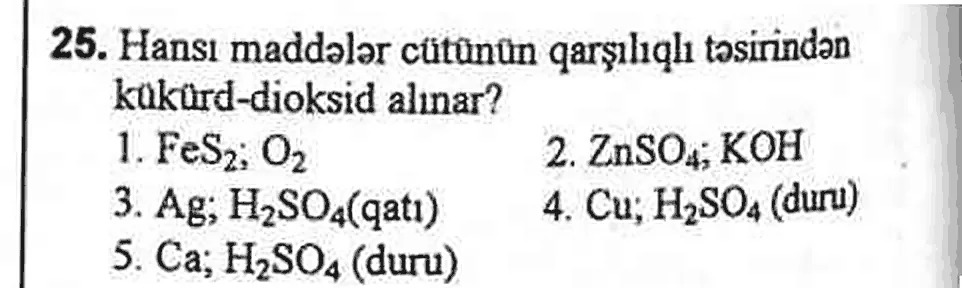 25. Hansı maddələr cütünün qarşılıqlı təsirindən
kükürd-dioksid alınar?
1. FeS₂; O₂ 2. ZnSO₄; KOH
3. Ag; H₂SO₄(qatı) 4. Cu; H₂SO₄ (duru)
5. Ca; H₂SO₄ (duru)